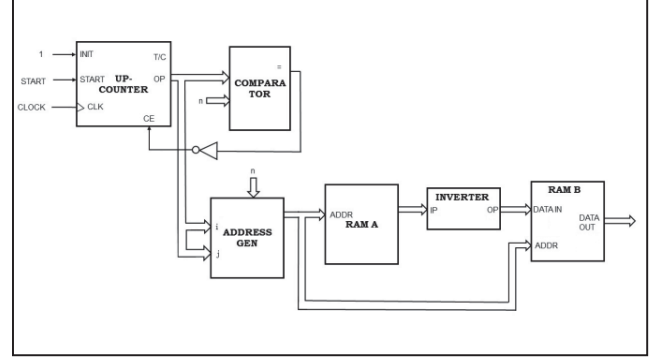 1
INIT
T/C
START
START
UP-
COUNTER
OP
CLOCK
CLK
CE
=
COMPARA
TOR
n
n
i
ADDRESS
GEN
j
ADDR
RAM A
INVERTER
IP
OP
RAM B
DATA IN
DATA
OUT
ADDR